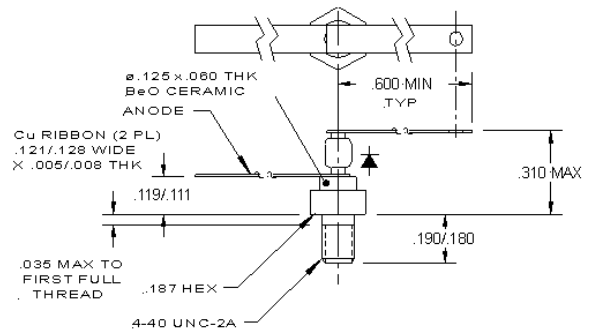 ø.125 x.060 THK
BeO CERAMIC
ANODE
.600 MIN
TYP
Cu RIBBON (2 PL)
.121/.128 WIDE
X .005/.008 THK
.310 MAX
.119/.111
.190/.180
.035 MAX TO
FIRST FULL
THREAD
.187 HEX
4-40 UNC-2A